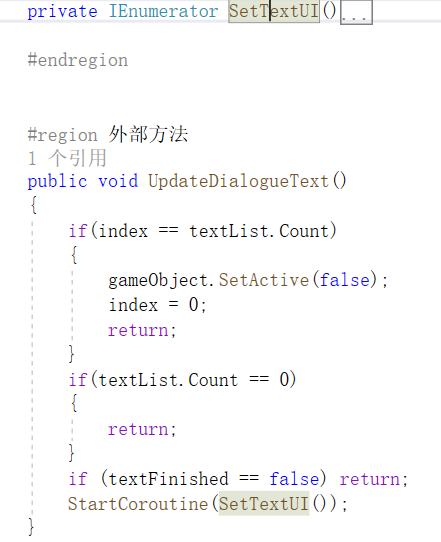 private IEnumerator SetTextUI()...
#endregion
#region 外部方法
1 个引用
public void UpdateDialogueText()
{
if(index == textList.Count)
{
gameObject.SetActive(false);
index = 0;
return;
}
if(textList.Count == 0)
{
return;
}
if (textFinished == false) return;
StartCoroutine(SetTextUI());
}